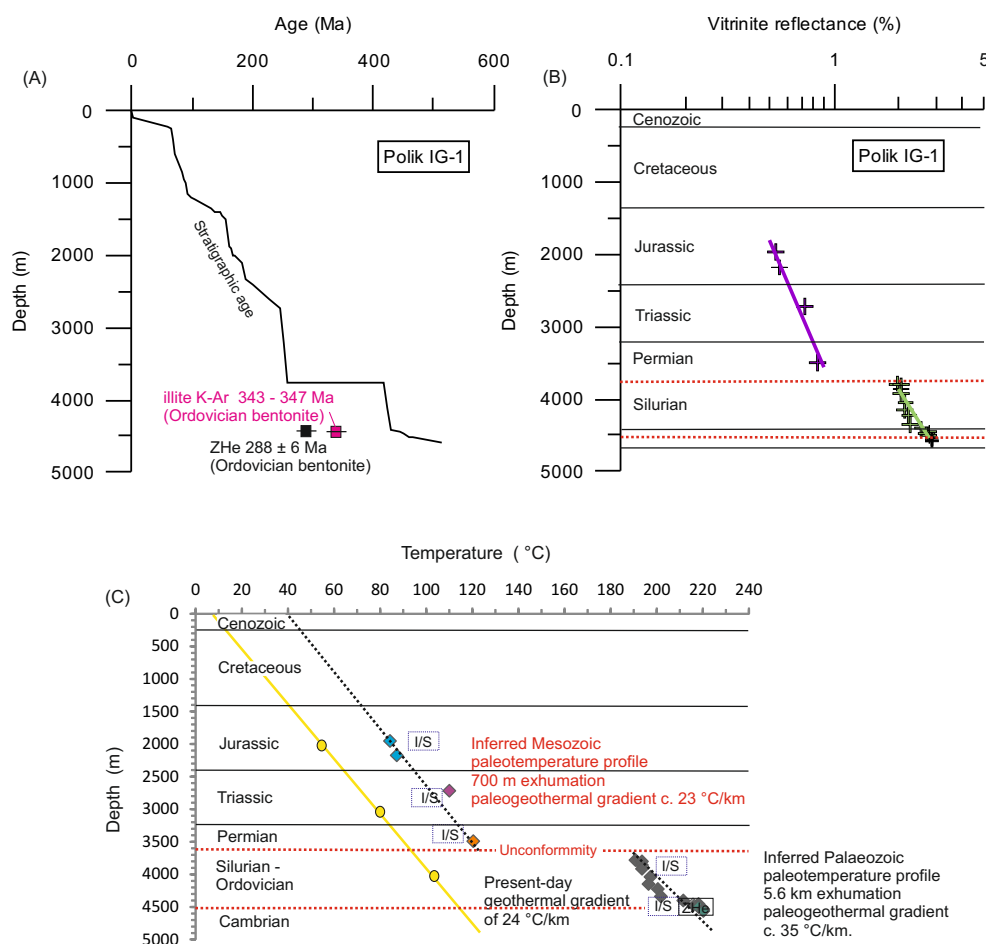 Age (Ma)
Vitrinite reflectance (%)
(A)
0
200
400
600
(B)
0.1
1
5
0
1000
2000
3000
4000
5000
Depth (m)
Polik IG-1
Stratigraphic age
illite K-Ar 343 - 347 Ma
(Ordovician bentonite)
ZHe 288 ± 6 Ma
(Ordovician bentonite)
0
1000
2000
3000
4000
5000
Depth (m)
Cenozoic
Polik IG-1
Cretaceous
Jurassic
Triassic
Permian
Silurian
Temperature ( °C)
(C)
0
20
40
60
80
100
120
140
160
180
200
220
240
0
500
1000
1500
2000
2500
3000
3500
4000
4500
5000
Depth (m)
Cenozoic
Cretaceous
Jurassic
I/S
Inferred Mesozoic
paleotemperature profile
700 m exhumation
paleogeothermal gradient c. 23 °C/km
Triassic
I/S
Permian
I/S
Unconformmity
Silurian -
Ordovician
Present-day
geothermal gradient
of 24 °C/km
I/S
I/S
ZHe
Cambrian
Inferred Palaeozoic
paleotemperature profile
5.6 km exhumation
paleogeothermal gradient
c. 35 °C/km.